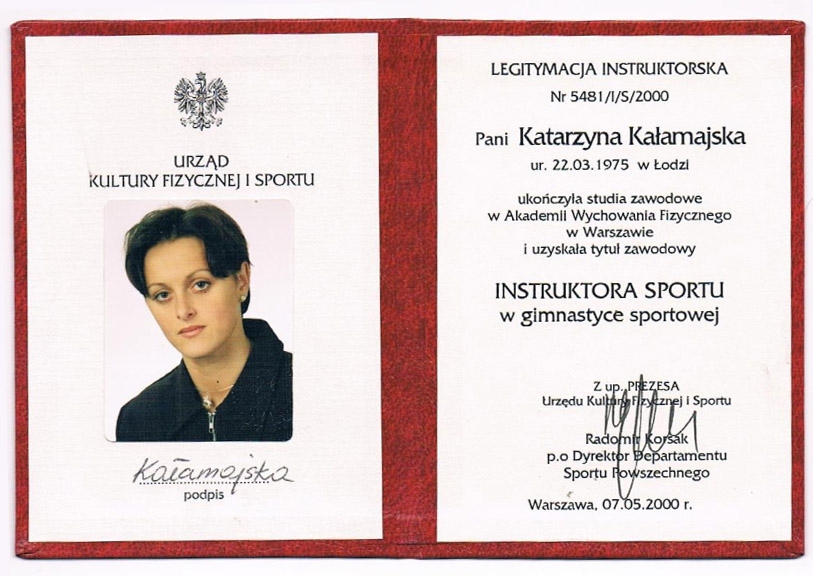 URZĄD
KULTURY FIZYCZNEJ I SPORTU
Kałamajska
podpis
LEGITYMACJA INSTRUKTORSKA
Nr 5481/I/S/2000
Pani Katarzyna Kałamajska
ur. 22.03.1975 w Łodzi
ukończyła studia zawodowe
w Akademii Wychowania Fizycznego
w Warszawie
i uzyskała tytuł zawodowy
INSTRUKTORA SPORTU
w gimnastyce sportowej
Z up. PREZESA
Urzędu Kultury Fizycznej i Sportu
Radomir Korsak
p.o Dyrektor Departamentu
Sportu Powszechnego
Warszawa, 07.05.2000 r.